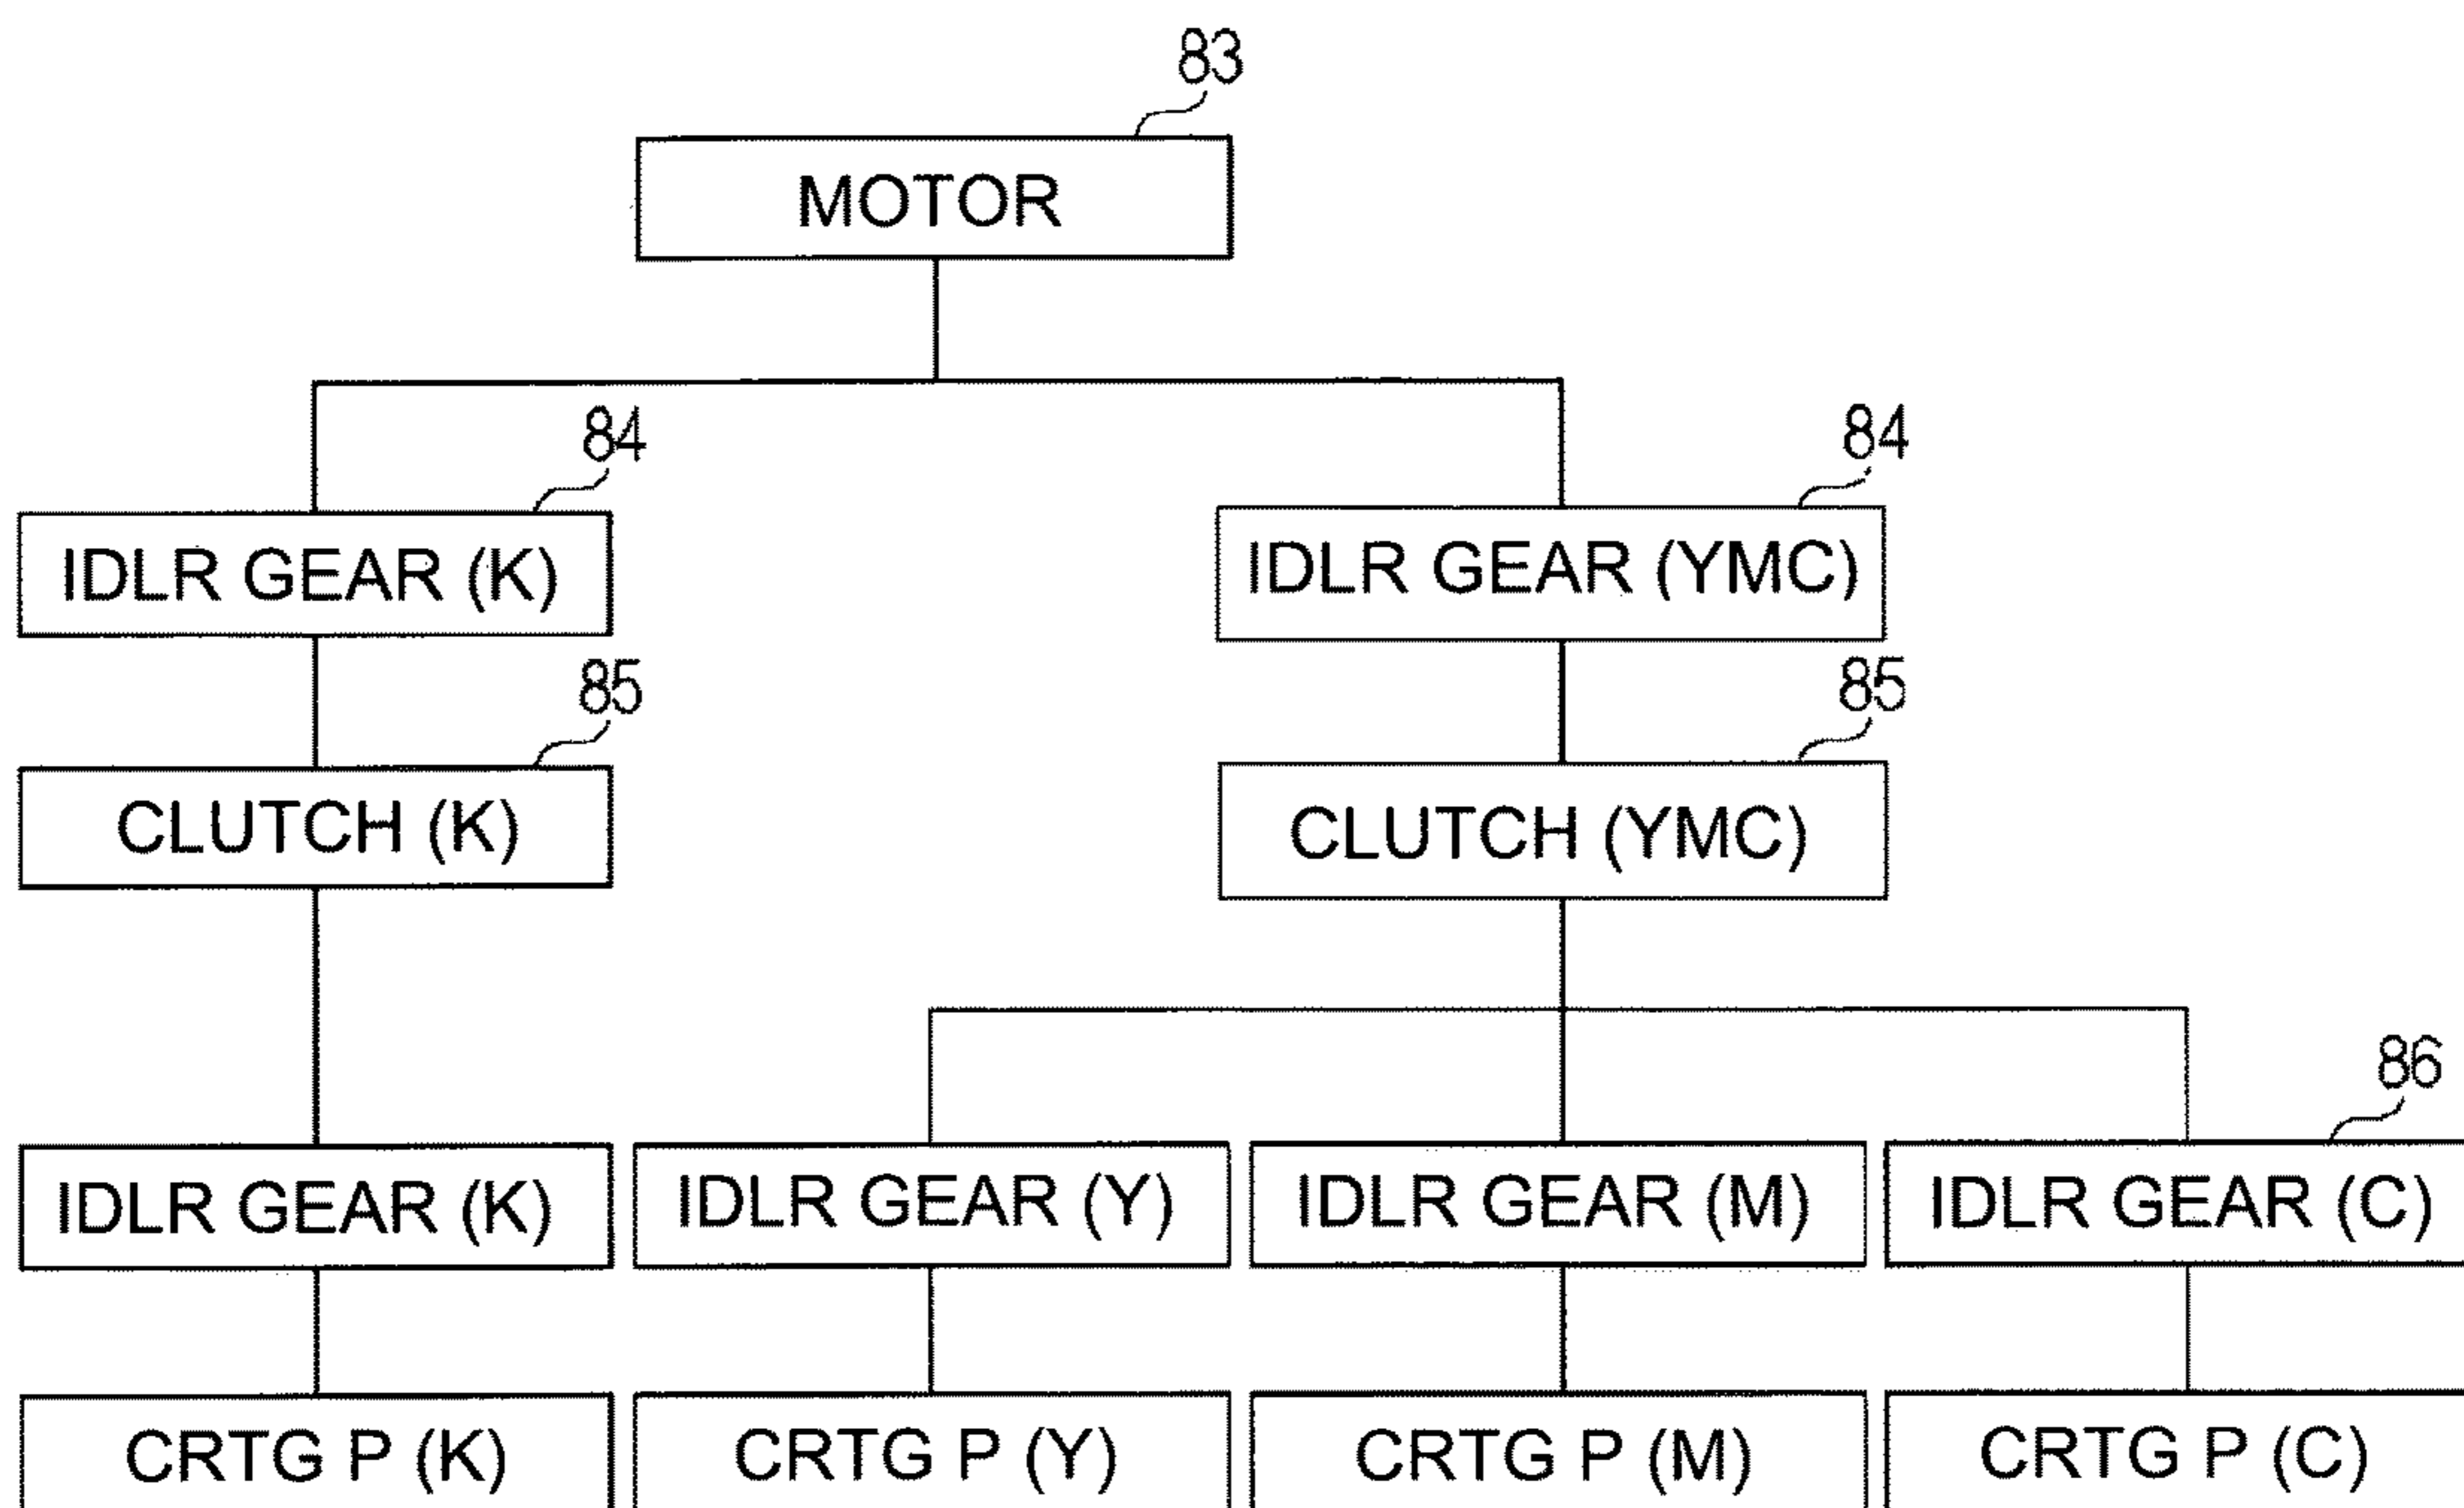 83
MOTOR
84
84
IDLR GEAR (K)
IDLR GEAR (YMC)
85
85
CLUTCH (K)
CLUTCH (YMC)
86
IDLR GEAR (K)
IDLR GEAR (Y)
IDLR GEAR (M)
IDLR GEAR (C)
CRTG P (K)
CRTG P (Y)
CRTG P (M)
CRTG P (C)